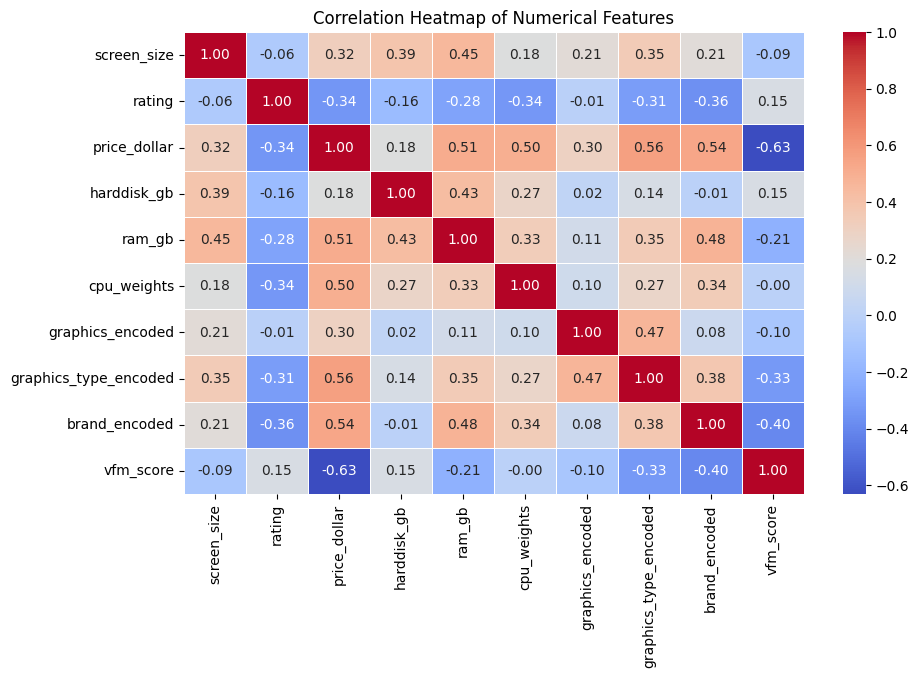 Correlation Heatmap of Numerical Features
screen_size 1.00 -0.06 0.32 0.39 0.45 0.18 0.21 0.35 0.21 -0.09
rating -0.06 1.00 -0.34 -0.16 -0.28 -0.34 -0.01 -0.31 -0.36 0.15
price_dollar 0.32 -0.34 1.00 0.18 0.51 0.50 0.30 0.56 0.54 -0.63
harddisk_gb 0.39 -0.16 0.18 1.00 0.43 0.27 0.02 0.14 -0.01 0.15
ram_gb 0.45 -0.28 0.51 0.43 1.00 0.33 0.11 0.35 0.48 -0.21
cpu_weights 0.18 -0.34 0.50 0.27 0.33 1.00 0.10 0.27 0.34 -0.00
graphics_encoded 0.21 -0.01 0.30 0.02 0.11 0.10 1.00 0.47 0.08 -0.10
graphics_type_encoded 0.35 -0.31 0.56 0.14 0.35 0.27 0.47 1.00 0.38 -0.33
brand_encoded 0.21 -0.36 0.54 -0.01 0.48 0.34 0.08 0.38 1.00 -0.40
vfm_score -0.09 0.15 -0.63 0.15 -0.21 -0.00 -0.10 -0.33 -0.40 1.00
screen_size
rating
price_dollar
harddisk_gb
ram_gb
cpu_weights
graphics_encoded
graphics_type_encoded
brand_encoded
vfm_score
1.0
0.8
0.6
0.4
0.2
0.0
−0.2
−0.4
−0.6